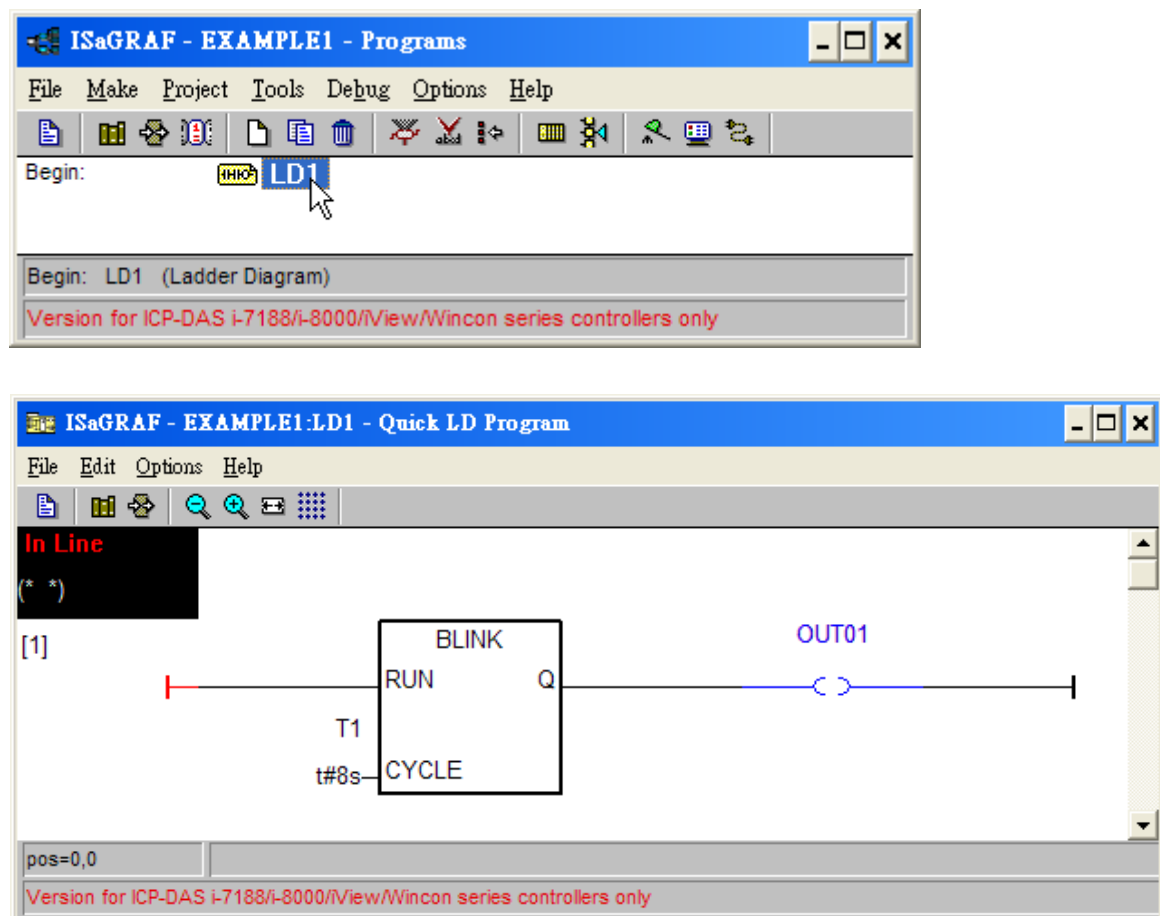 ISaGRAF - EXAMPLE1 - Programs
File Make Project Tools Debug Options Help
Begin: LD1
Begin: LD1 (Ladder Diagram)
Version for ICP-DAS i-7188/i-8000/iView/Wincon series controllers only
ISaGRAF - EXAMPLE1:LD1 - Quick LD Program
File Edit Options Help
In Line
(* *)
[1]
BLINK
OUT01
RUN Q
T1
t#8s CYCLE
pos=0,0
Version for ICP-DAS i-7188/i-8000/iView/Wincon series controllers only